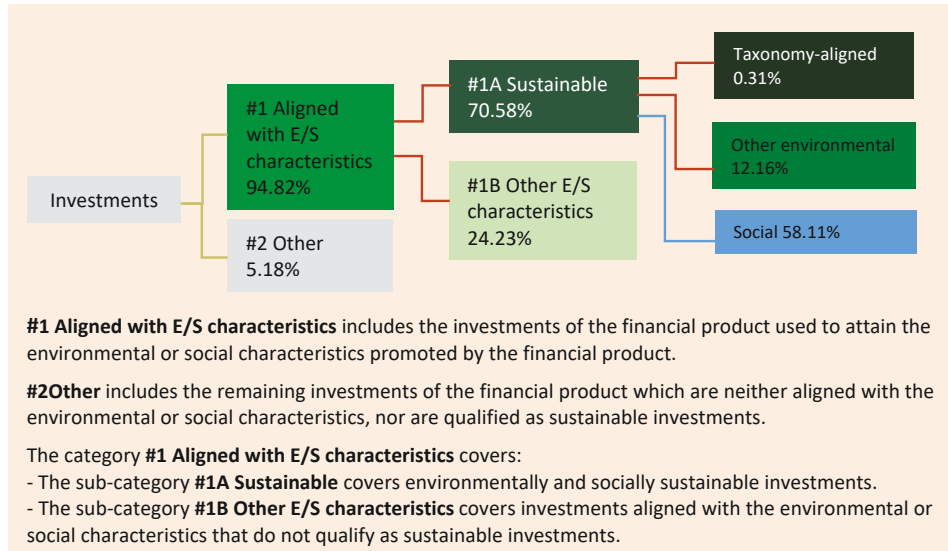 Investments
#1 Aligned
with E/S
characteristics
94.82%
#2 Other
5.18%
#1A Sustainable
70.58%
#1B Other E/S
characteristics
24.23%
Taxonomy-aligned
0.31%
Other environmental
12.16%
Social 58.11%
#1 Aligned with E/S characteristics includes the investments of the financial product used to attain the
environmental or social characteristics promoted by the financial product.
#2Other includes the remaining investments of the financial product which are neither aligned with the
environmental or social characteristics, nor are qualified as sustainable investments.
The category #1 Aligned with E/S characteristics covers:
- The sub-category #1A Sustainable covers environmentally and socially sustainable investments.
- The sub-category #1B Other E/S characteristics covers investments aligned with the environmental or
social characteristics that do not qualify as sustainable investments.